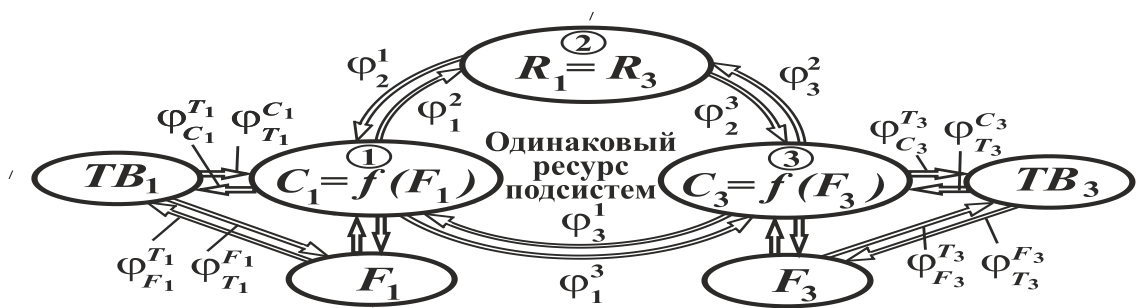 ②
R₁ = R₃
φ₂¹
φ₁²
φ₃²
φ₂³
Одинаковый
ресурс
подсистем
①
C₁ = f (F₁)
③
C₃ = f (F₃)
TB₁
TB₃
φ_{C₁}^{T₁}
φ_{T₁}^{C₁}
φ_{C₃}^{T₃}
φ_{T₃}^{C₃}
φ₃¹
φ₁³
φ_{F₁}^{T₁}
φ_{T₁}^{F₁}
φ_{F₃}^{T₃}
φ_{T₃}^{F₃}
F₁
F₃